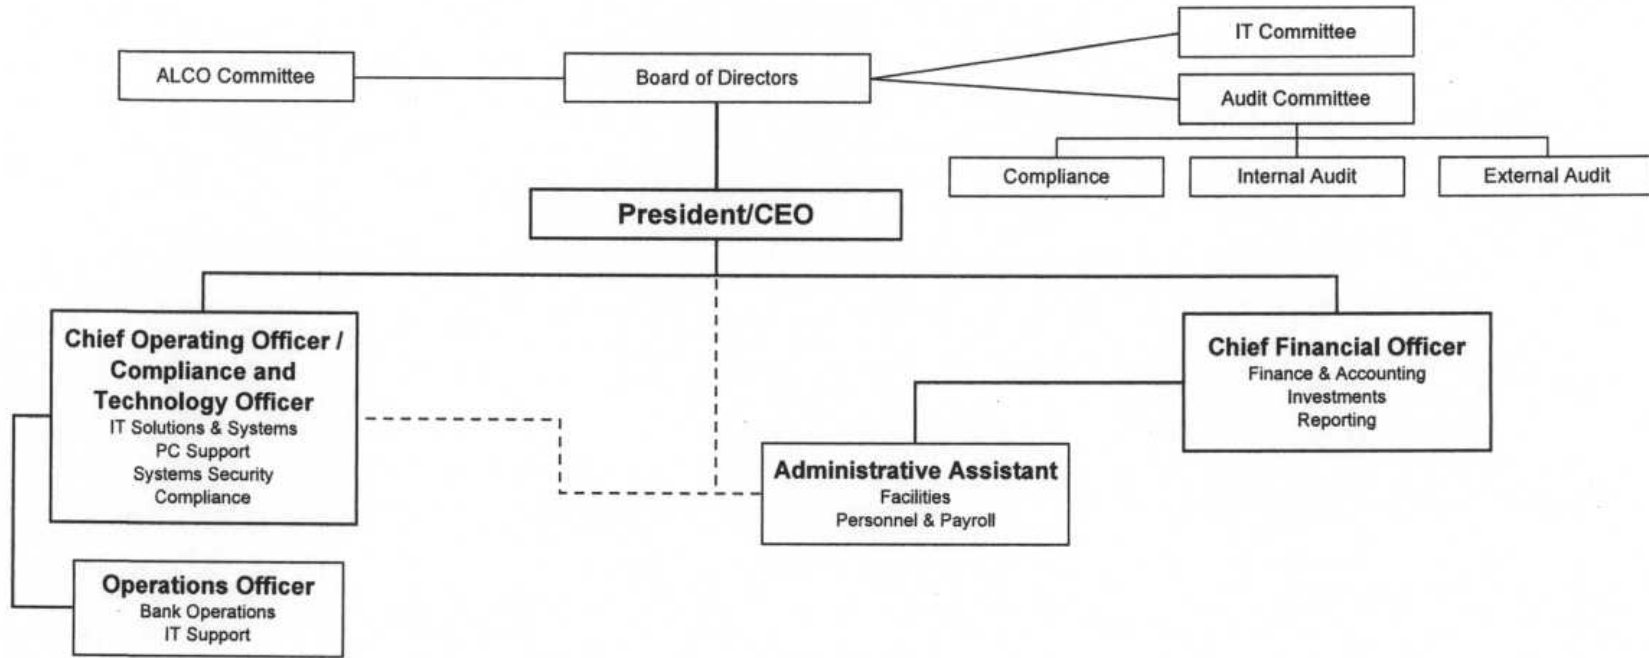 IT Committee
ALCO Committee
Board of Directors
Audit Committee
Compliance
Internal Audit
External Audit
President/CEO
Chief Operating Officer /
Compliance and
Technology Officer
IT Solutions & Systems
PC Support
Systems Security
Compliance
Chief Financial Officer
Finance & Accounting
Investments
Reporting
Administrative Assistant
Facilities
Personnel & Payroll
Operations Officer
Bank Operations
IT Support